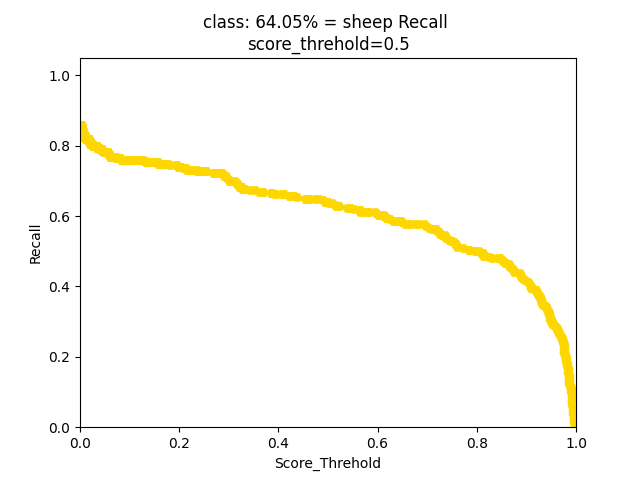 class: 64.05% = sheep Recall
score_threhold=0.5
Recall
1.0
0.8
0.6
0.4
0.2
0.0
0.0 0.2 0.4 0.6 0.8 1.0
Score_Threhold